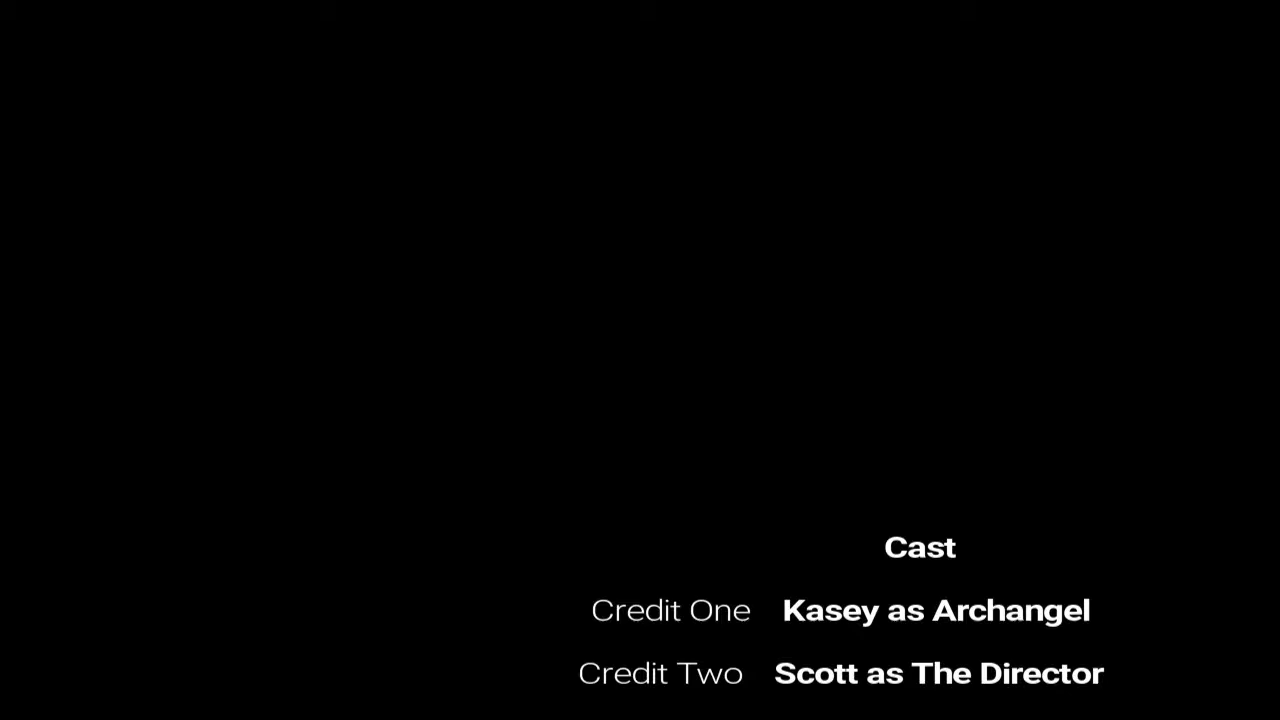 Cast
Credit One Kasey as Archangel
Credit Two Scott as The Director